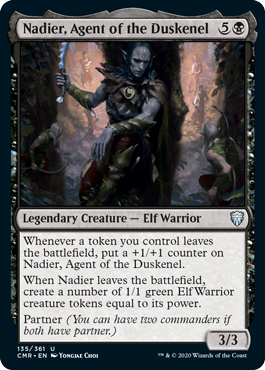 Nadier, Agent of the Duskenel 5
Legendary Creature — Elf Warrior
Whenever a token you control leaves
the battlefield, put a +1/+1 counter on
Nadier, Agent of the Duskenel.
When Nadier leaves the battlefield,
create a number of 1/1 green Elf Warrior
creature tokens equal to its power.
Partner (You can have two commanders if
both have partner.)
3/3
135/361 U
CMR • EN Yongjae Choi
™ & © 2020 Wizards of the Coast